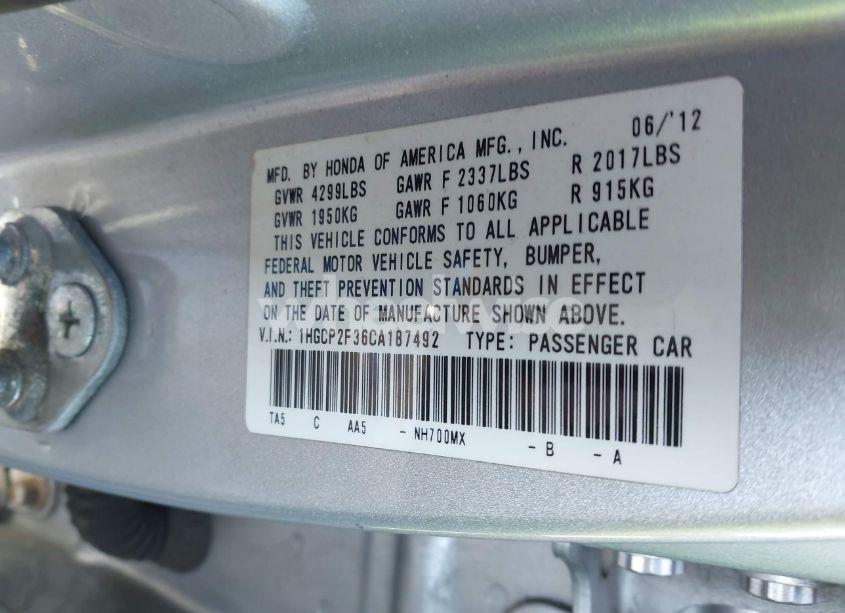 06/'12
MFD. BY HONDA OF AMERICA MFG., INC.
GVWR 4299LBS GAWR F 2337LBS R 2017LBS
GVWR 1950KG GAWR F 1060KG R 915KG
THIS VEHICLE CONFORMS TO ALL APPLICABLE
FEDERAL MOTOR VEHICLE SAFETY, BUMPER,
AND THEFT PREVENTION STANDARDS IN EFFECT
ON THE DATE OF MANUFACTURE SHOWN ABOVE.
wheelwise
V.I.N.: 1HGCP2F36CA187492 TYPE: PASSENGER CAR
TA5 C AA5 - NH700MX - B - A